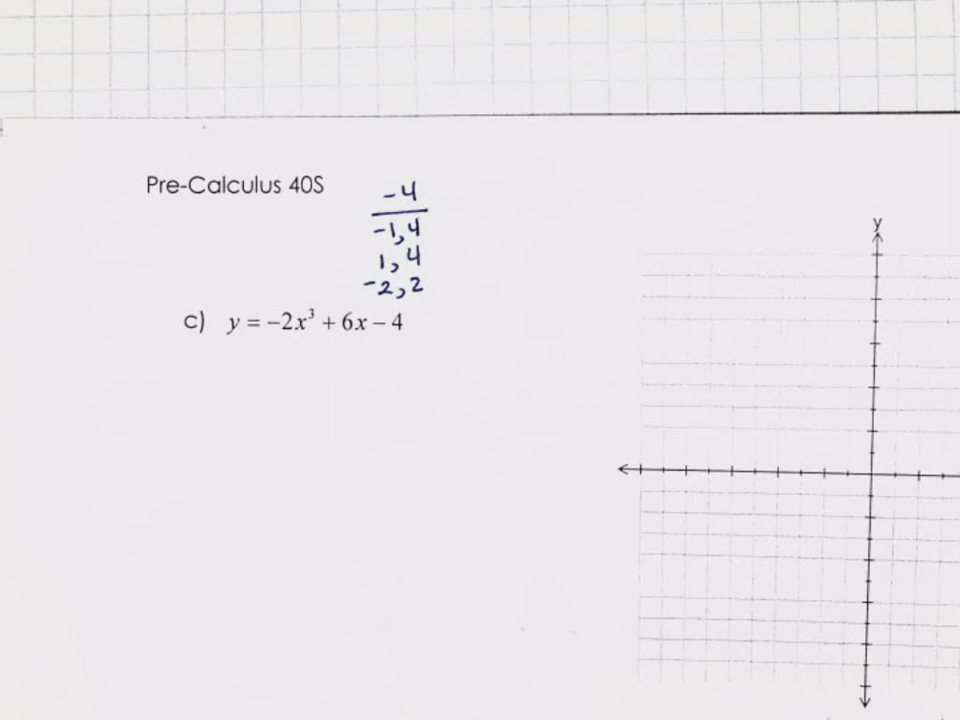 Pre-Calculus 40S
-4
-1,4
1,4
-2,2
c) y = −2x³ + 6x − 4
y